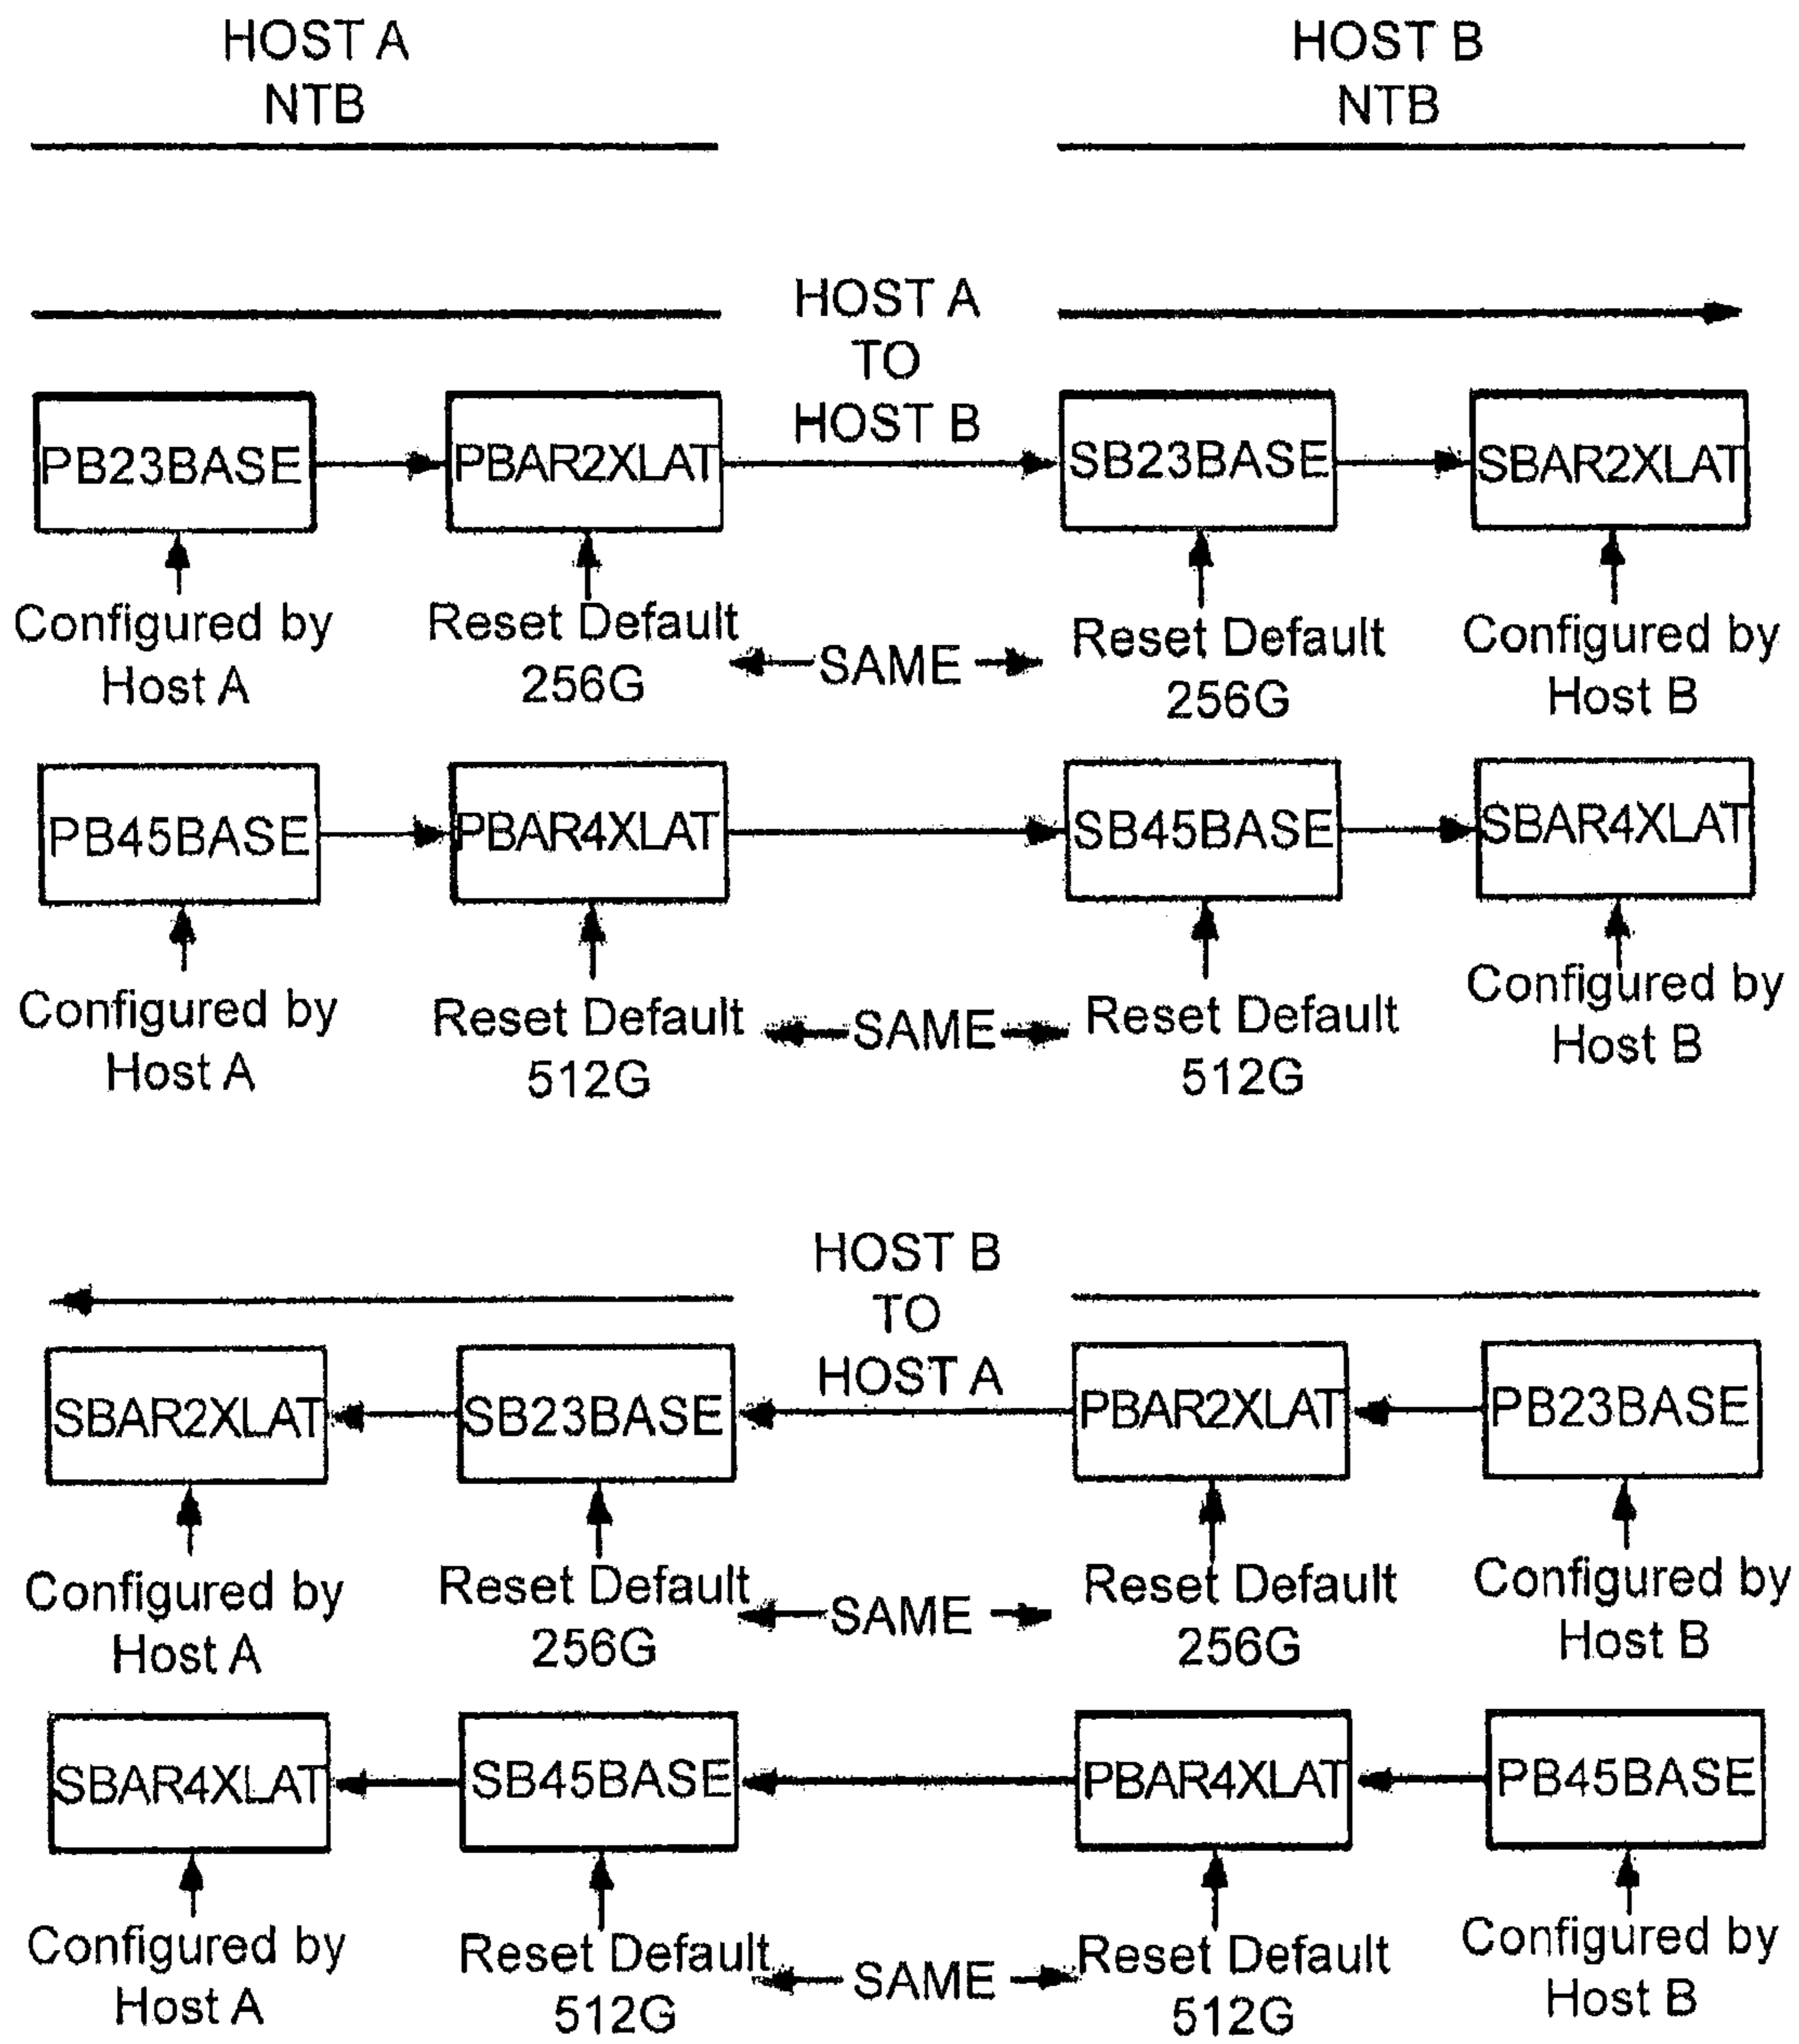 HOST A
NTB
HOST B
NTB
HOST A
TO
HOST B
PB23BASE
PBAR2XLAT
SB23BASE
SBAR2XLAT
Configured by
Host A
Reset Default
256G
SAME
Reset Default
256G
Configured by
Host B
PB45BASE
PBAR4XLAT
SB45BASE
SBAR4XLAT
Configured by
Host A
Reset Default
512G
SAME
Reset Default
512G
Configured by
Host B
HOST B
TO
HOST A
SBAR2XLAT
SB23BASE
PBAR2XLAT
PB23BASE
Configured by
Host A
Reset Default
256G
SAME
Reset Default
256G
Configured by
Host B
SBAR4XLAT
SB45BASE
PBAR4XLAT
PB45BASE
Configured by
Host A
Reset Default
512G
SAME
Reset Default
512G
Configured by
Host B